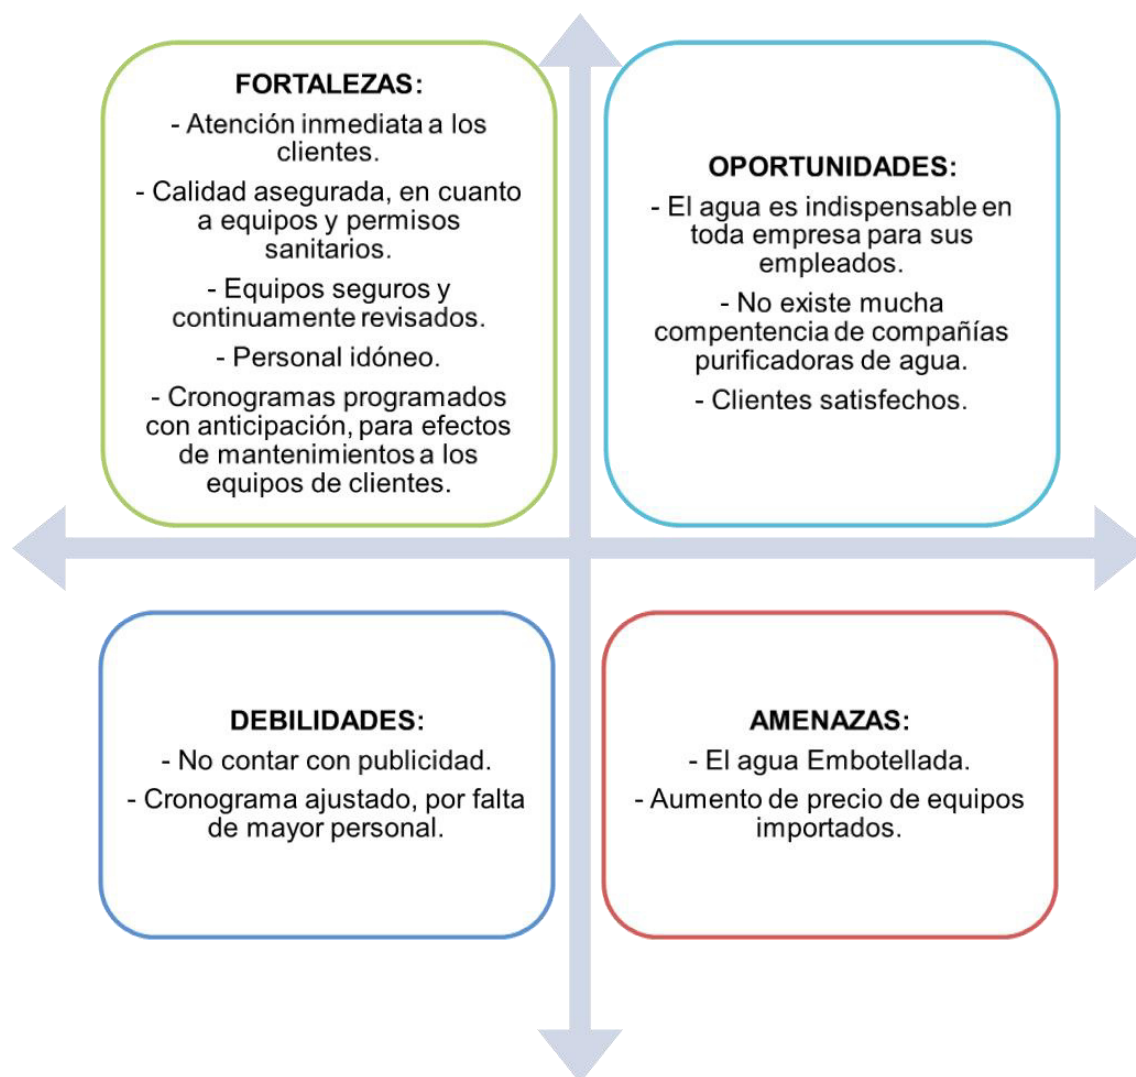 FORTALEZAS:
- Atención inmediata a los
clientes.
- Calidad asegurada, en cuanto
a equipos y permisos
sanitarios.
- Equipos seguros y
continuamente revisados.
- Personal idóneo.
- Cronogramas programados
con anticipación, para efectos
de mantenimientos a los
equipos de clientes.
OPORTUNIDADES:
- El agua es indispensable en
toda empresa para sus
empleados.
- No existe mucha
compentencia de compañías
purificadoras de agua.
- Clientes satisfechos.
DEBILIDADES:
- No contar con publicidad.
- Cronograma ajustado, por falta
de mayor personal.
AMENAZAS:
- El agua Embotellada.
- Aumento de precio de equipos
importados.